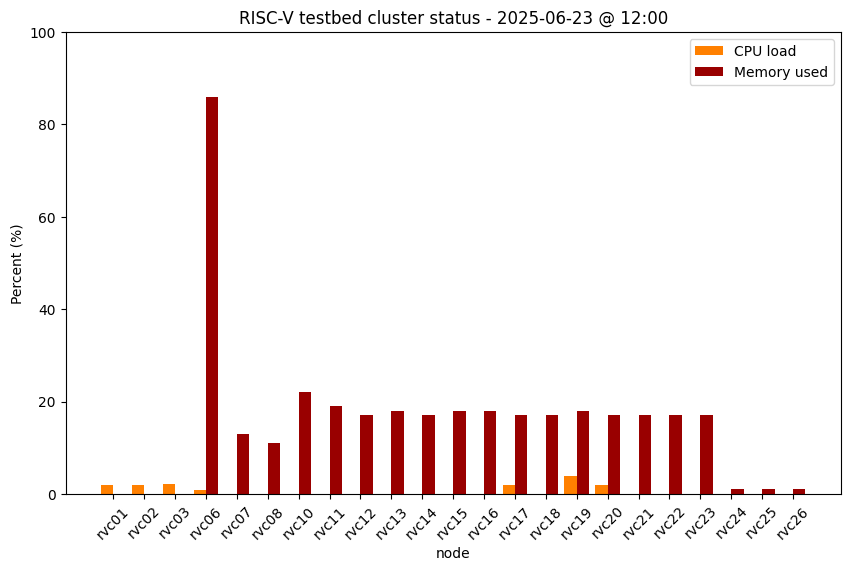 RISC-V testbed cluster status - 2025-06-23 @ 12:00
CPU load
Memory used
Percent (%)
100
80
60
40
20
0
rvc01
rvc02
rvc03
rvc06
rvc07
rvc08
rvc10
rvc11
rvc12
rvc13
rvc14
rvc15
rvc16
rvc17
rvc18
rvc19
rvc20
rvc21
rvc22
rvc23
rvc24
rvc25
rvc26
node